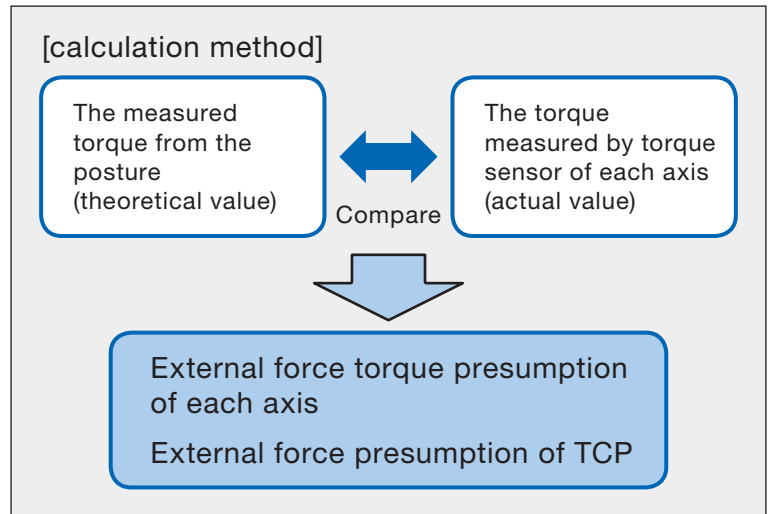 [calculation method]
The measured
torque from the
posture
(theoretical value)
Compare
The torque
measured by torque
sensor of each axis
(actual value)
External force torque presumption
of each axis
External force presumption of TCP